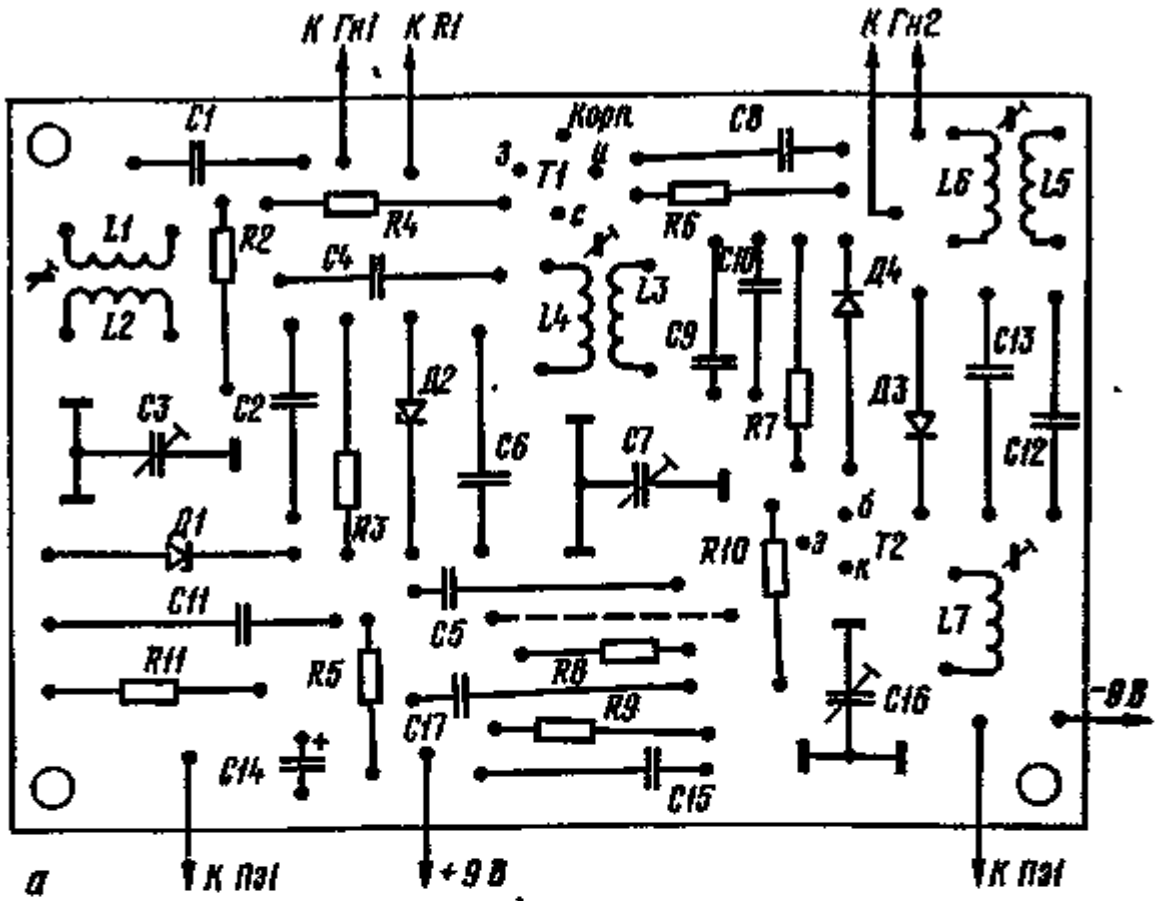 К Гн1 К R1 К Гн2
Корп.
C1 C8
З и
T1
L6 L5
с
R2 R4 R6
L1
C4 C10 Д4
L2 L4 L3
C9 C13
C3 C2 Д2 Д3
R7
C6 C7 C12
R3
Д1 б
R10 э T2
к
C11
C5 L7
R11 R5 R8
C17 R9 C16 -9 В
+
C14
C15
а К Пэ1 +9 В К Пэ1